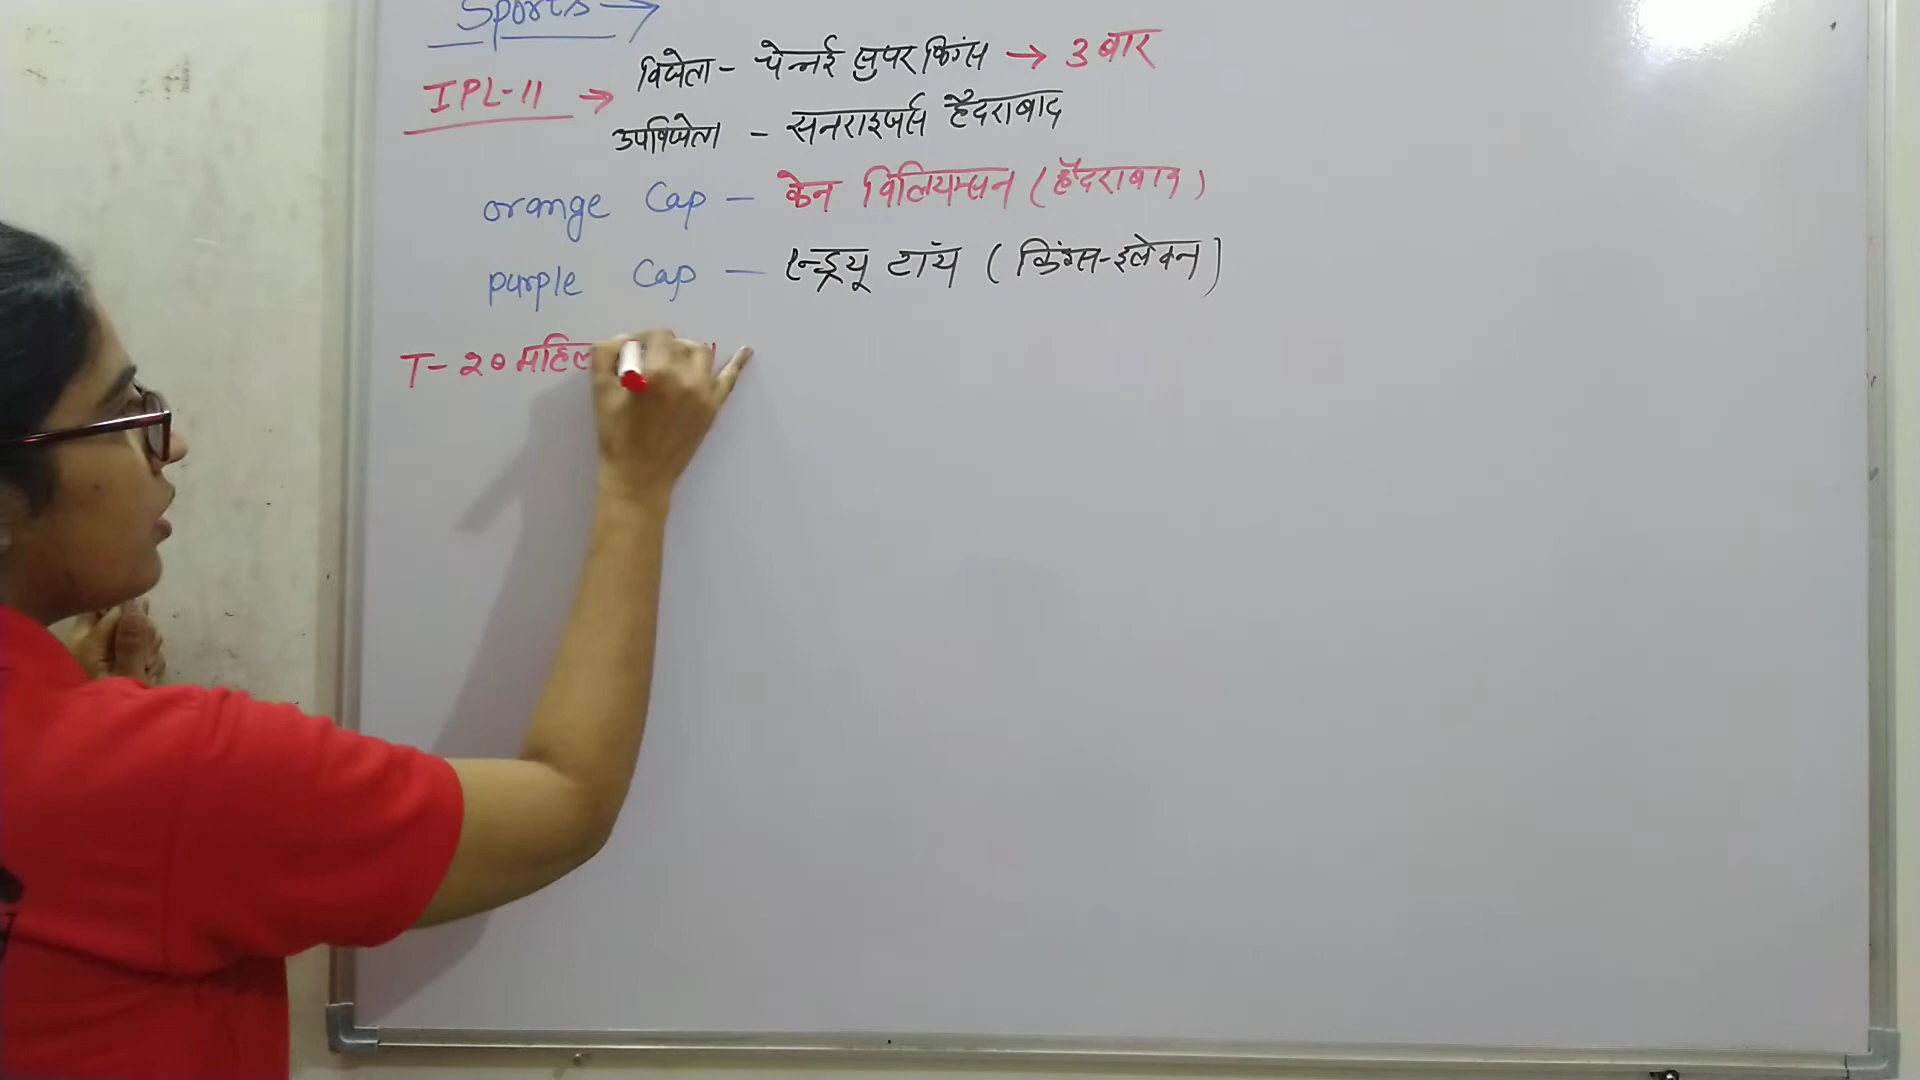 Sports →
IPL-11 → विजेता - चेन्नई सुपर किंग्स → 3 बार
उपविजेता - सनराइजर्स हैदराबाद
orange Cap - केन विलियम्सन (हैदराबाद)
purple Cap - एन्ड्रयू टॉय (किंग्स-इलेवन)
T-20